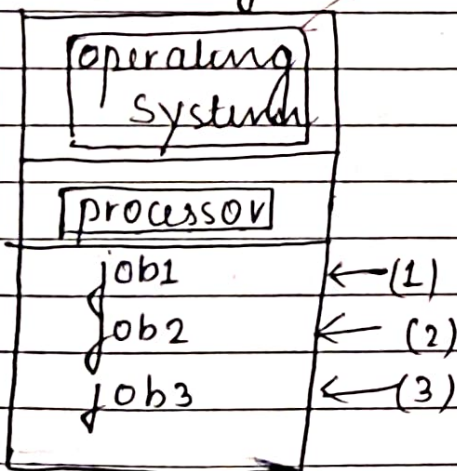 operating
system
processor
job1 ←(1)
job2 ← (2)
job3 ←(3)